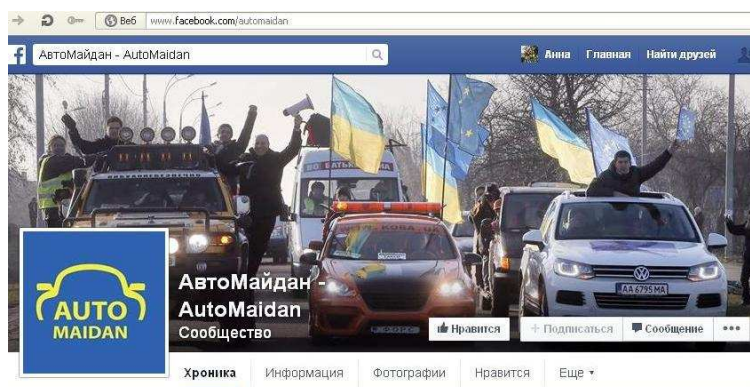 Веб www.facebook.com/automaidan
f АвтоМайдан - AutoMaidan Анна Главная Найти друзей
AA 6795 MA
АвтоМайдан -
AutoMaidan
Сообщество
Нравится + Подписаться Сообщение •••
AUTO
MAIDAN
Хроника Информация Фотографии Нравится Еще